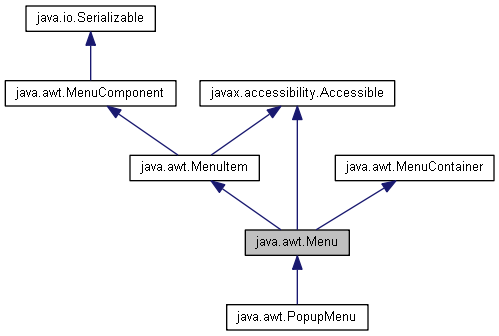 java.io.Serializable
java.awt.MenuComponent
javax.accessibility.Accessible
java.awt.MenuItem
java.awt.MenuContainer
java.awt.Menu
java.awt.PopupMenu